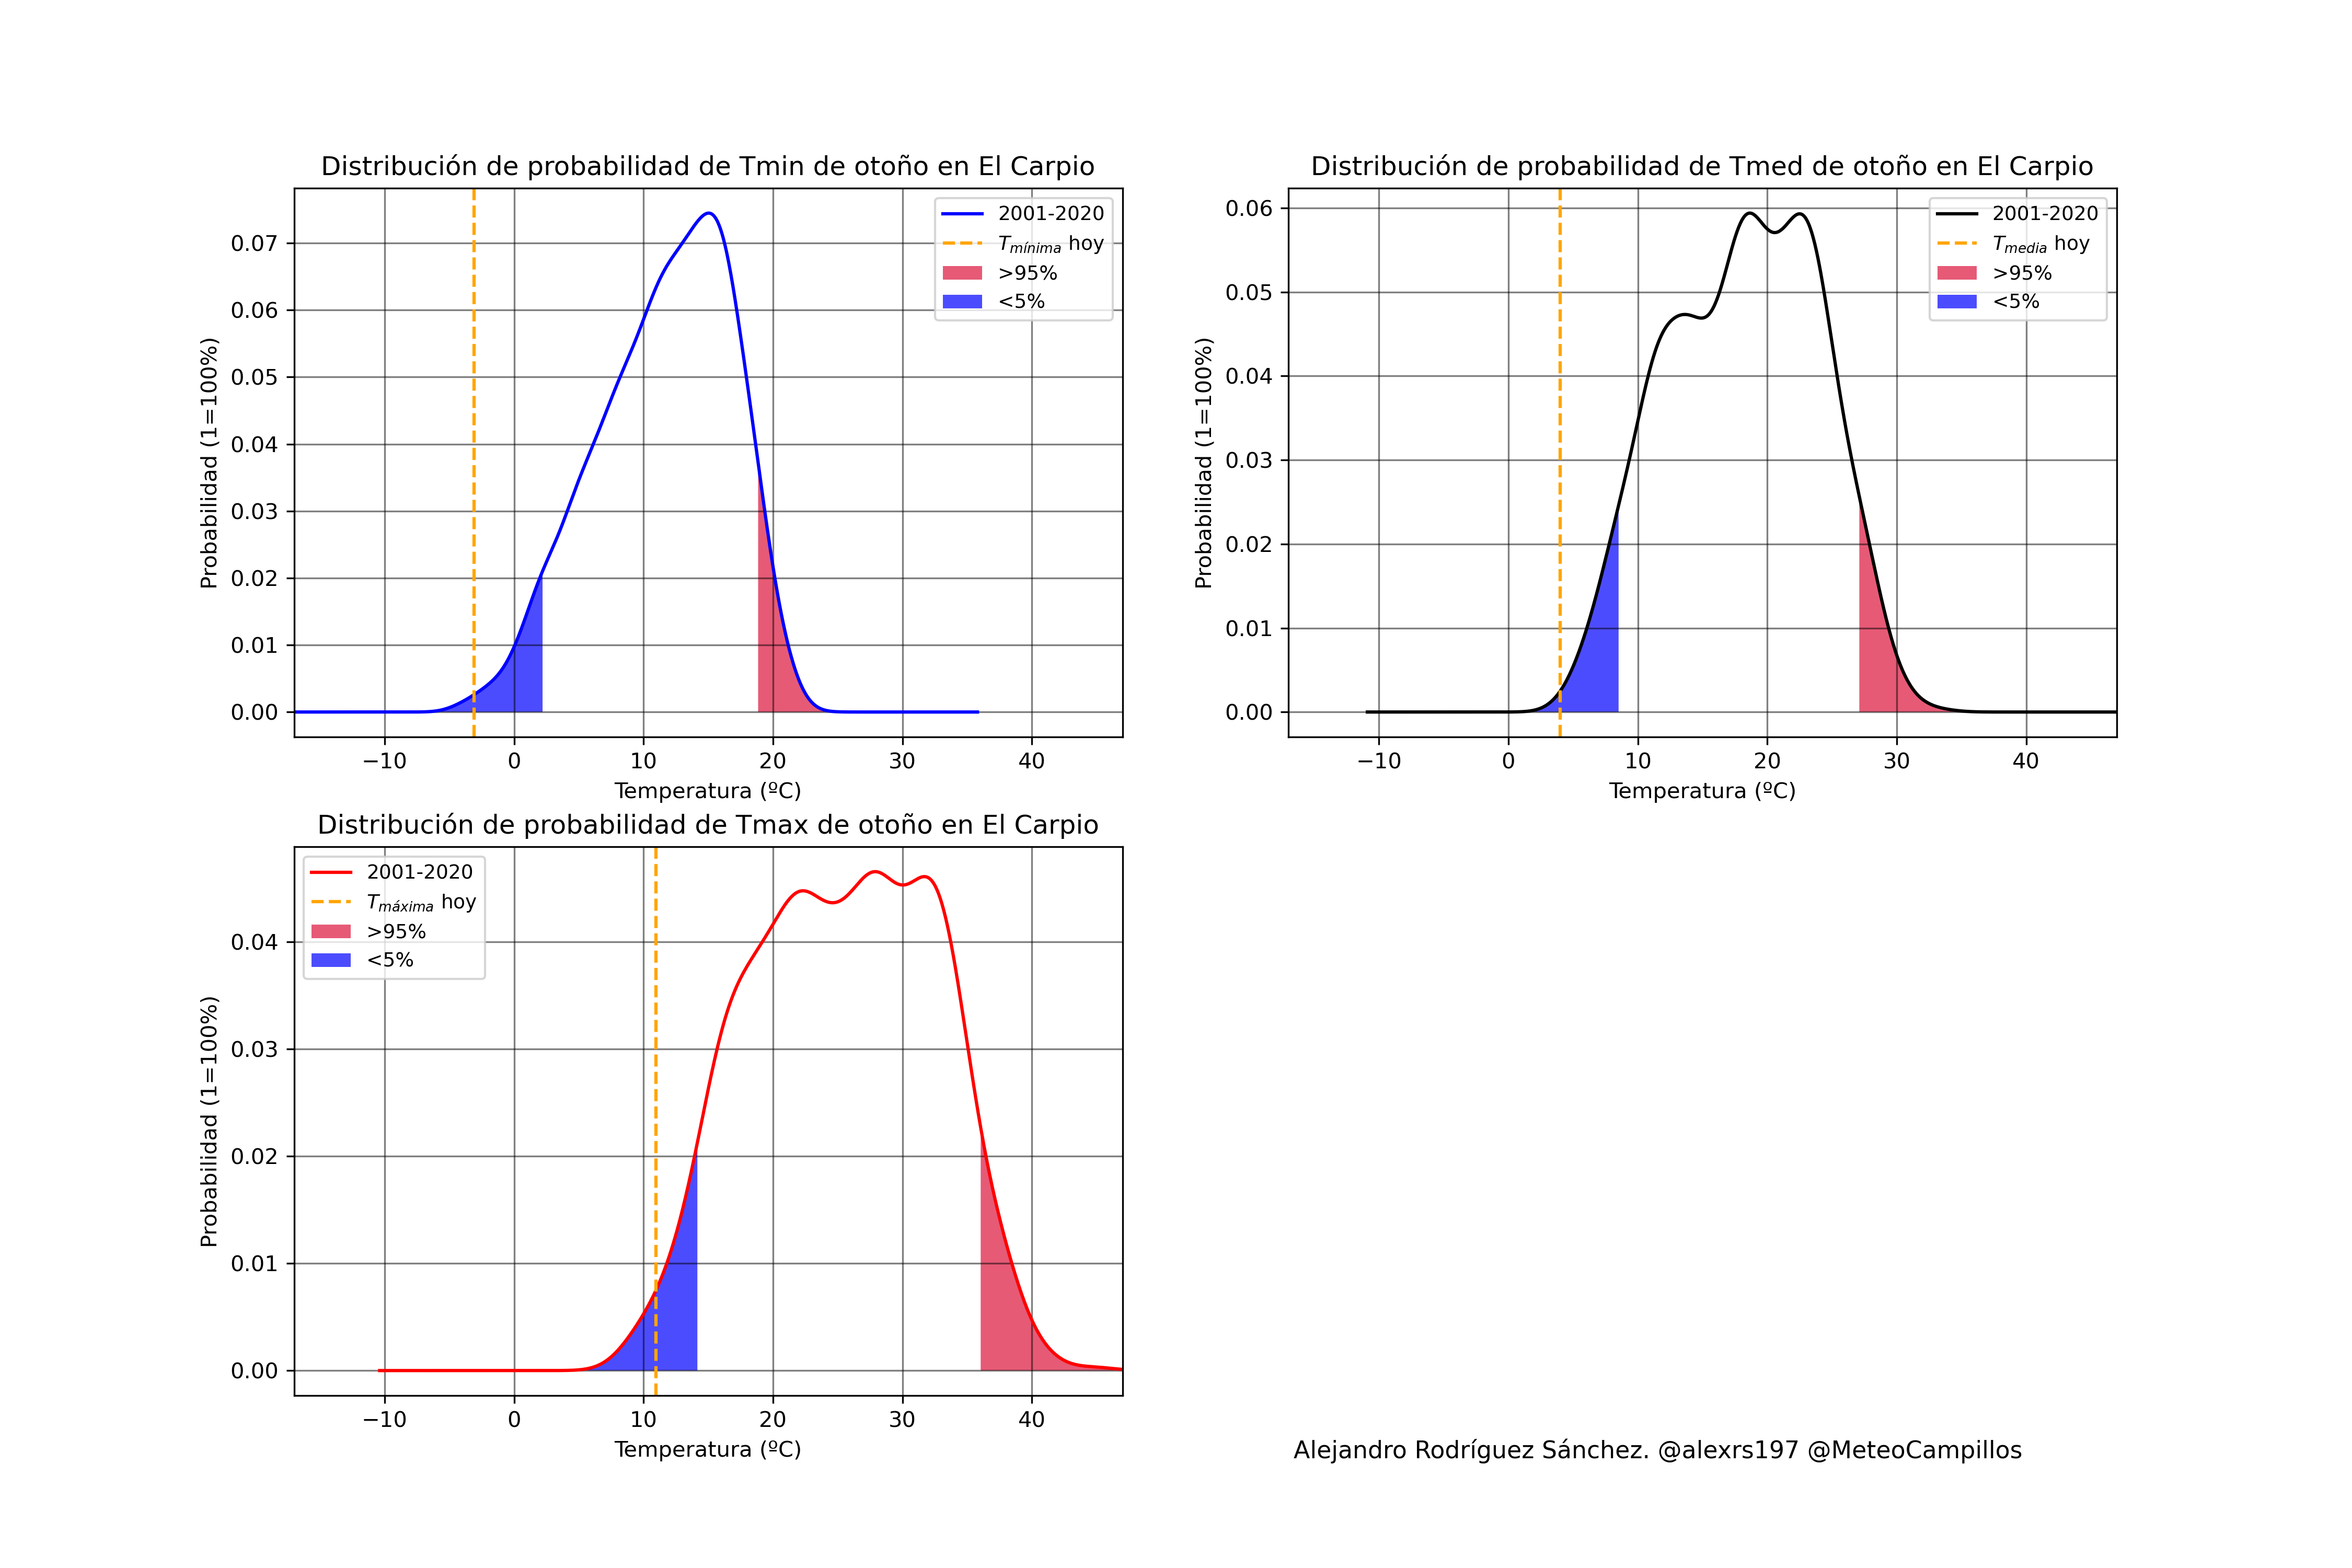 Distribución de probabilidad de Tmin de otoño en El Carpio
Probabilidad (1=100%)
0.07
0.06
0.05
0.04
0.03
0.02
0.01
0.00
2001-2020
Tmínima hoy
>95%
<5%
−10 0 10 20 30 40
Temperatura (ºC)
Distribución de probabilidad de Tmed de otoño en El Carpio
Probabilidad (1=100%)
0.06
0.05
0.04
0.03
0.02
0.01
0.00
2001-2020
Tmedia hoy
>95%
<5%
−10 0 10 20 30 40
Temperatura (ºC)
Distribución de probabilidad de Tmax de otoño en El Carpio
Probabilidad (1=100%)
0.04
0.03
0.02
0.01
0.00
2001-2020
Tmáxima hoy
>95%
<5%
−10 0 10 20 30 40
Temperatura (ºC)
Alejandro Rodríguez Sánchez. @alexrs197 @MeteoCampillos